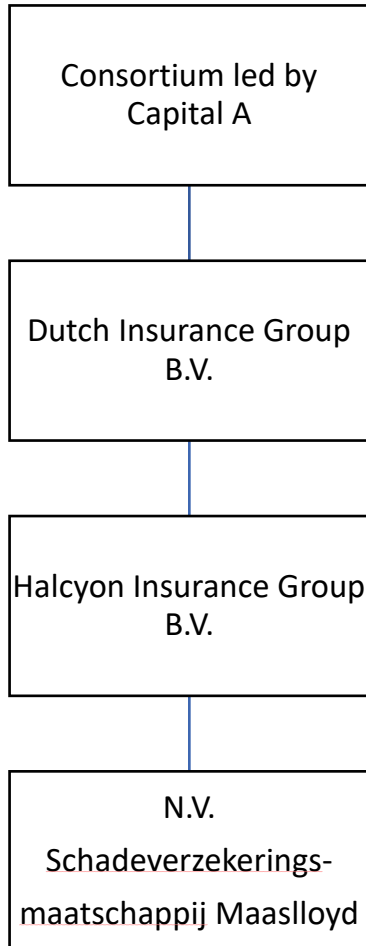 Consortium led by
Capital A
Dutch Insurance Group
B.V.
Halcyon Insurance Group
B.V.
N.V.
Schadeverzekerings-
maatschappij Maaslloyd